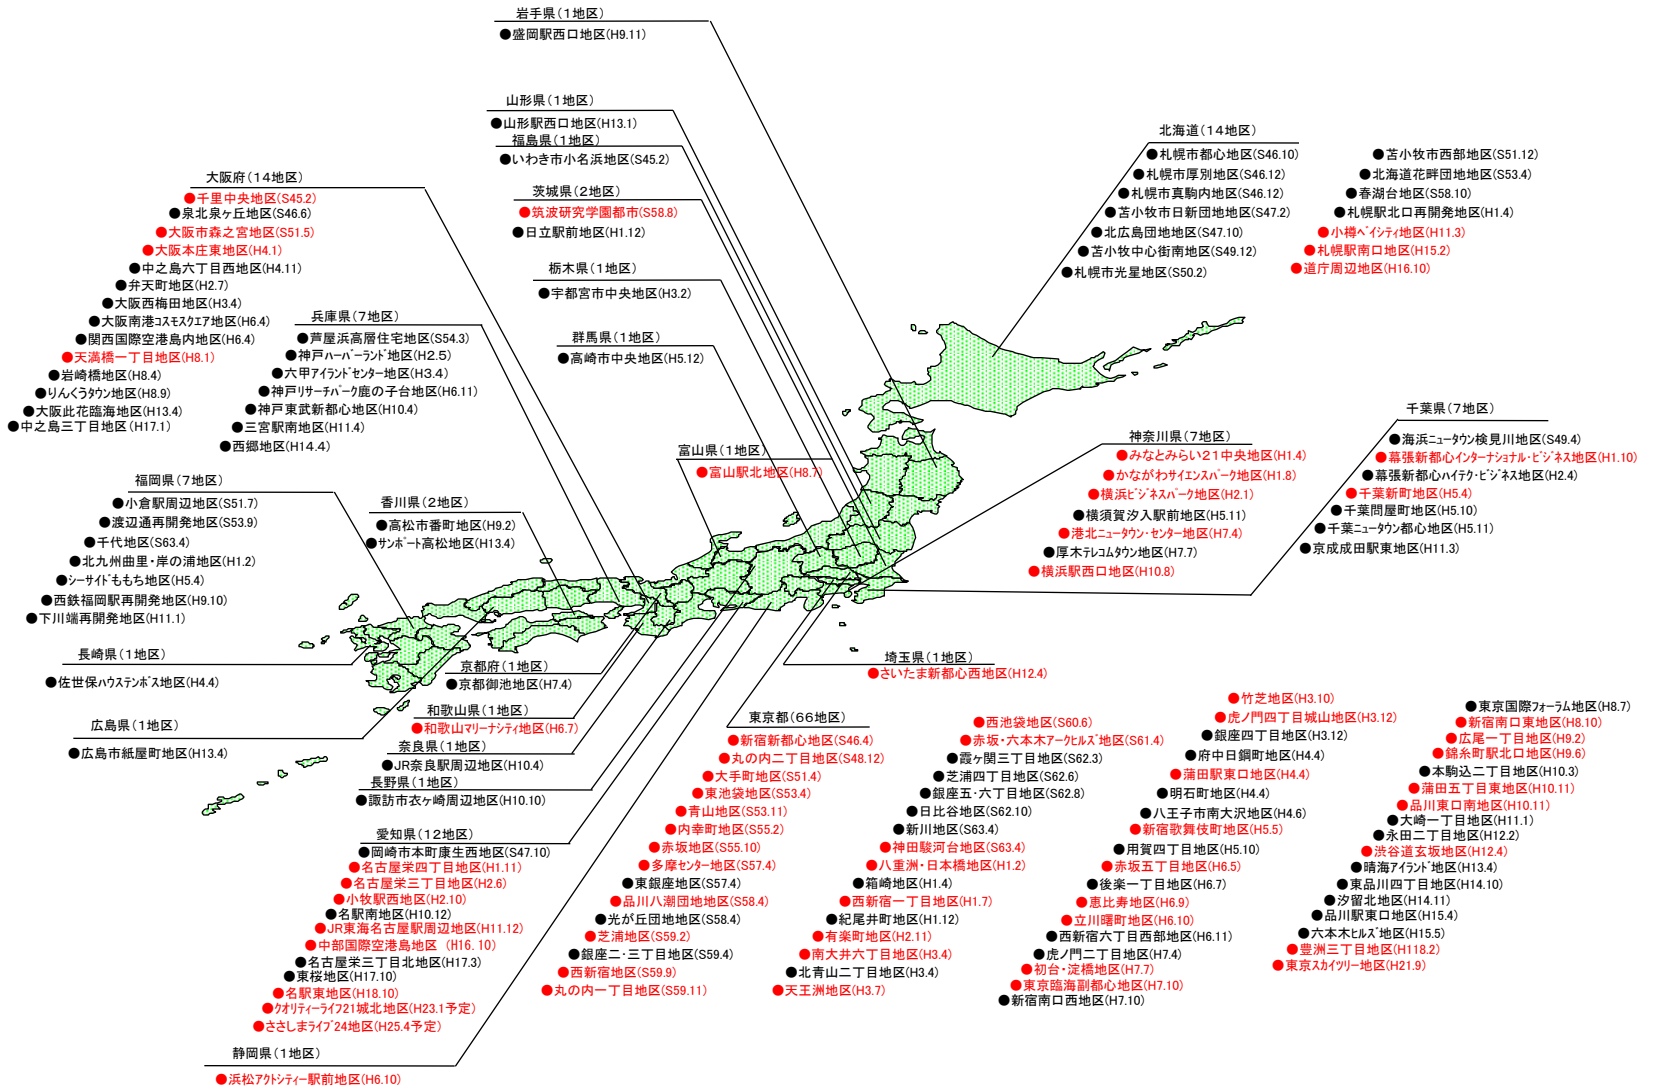 岩手県(1地区)
●盛岡駅西口地区(H9.11)
山形県(1地区)
●山形駅西口地区(H13.1)
福島県(1地区)
●いわき市小名浜地区(S45.2)
茨城県(2地区)
●筑波研究学園都市(S58.8)
●日立駅前地区(H1.12)
栃木県(1地区)
●宇都宮市中央地区(H3.2)
群馬県(1地区)
●高崎市中央地区(H5.12)
北海道(14地区)
●札幌市都心地区(S46.10)
●札幌市厚別地区(S46.12)
●札幌市真駒内地区(S46.12)
●苫小牧市日新団地地区(S47.2)
●北広島団地地区(S47.10)
●苫小牧中心街南地区(S49.12)
●札幌市光星地区(S50.2)
●苫小牧市西部地区(S51.12)
●北海道花畔団地地区(S53.4)
●春湖台地区(S58.10)
●札幌駅北口再開発地区(H1.4)
●小樽ベイシティ地区(H11.3)
●札幌駅南口地区(H15.2)
●道庁周辺地区(H16.10)
大阪府(14地区)
●千里中央地区(S45.2)
●泉北泉ヶ丘地区(S46.6)
●大阪市森之宮地区(S51.5)
●大阪本庄東地区(H4.1)
●中之島六丁目西地区(H4.11)
●弁天町地区(H2.7)
●大阪西梅田地区(H3.4)
●大阪南港コスモスクエア地区(H6.4)
●関西国際空港島内地区(H6.4)
●天満橋一丁目地区(H8.1)
●岩崎橋地区(H8.4)
●りんくうタウン地区(H8.9)
●大阪此花臨海地区(H13.4)
●中之島三丁目地区(H17.1)
兵庫県(7地区)
●芦屋浜高層住宅地区(S54.3)
●神戸ハーバーランド地区(H2.5)
●六甲アイランドセンター地区(H3.4)
●神戸リサーチパーク鹿の子台地区(H6.11)
●神戸東武新都心地区(H10.4)
●三宮駅南地区(H11.4)
●西郷地区(H14.4)
富山県(1地区)
●富山駅北地区(H8.7)
神奈川県(7地区)
●みなとみらい21中央地区(H1.4)
●かながわサイエンスパーク地区(H1.8)
●横浜ビジネスパーク地区(H2.1)
●横須賀汐入駅前地区(H5.11)
●港北ニュータウン・センター地区(H7.4)
●厚木テレコムタウン地区(H7.7)
●横浜駅西口地区(H10.8)
千葉県(7地区)
●海浜ニュータウン検見川地区(S49.4)
●幕張新都心インターナショナル・ビジネス地区(H1.10)
●幕張新都心ハイテク・ビジネス地区(H2.4)
●千葉新町地区(H5.4)
●千葉問屋町地区(H5.10)
●千葉ニュータウン都心地区(H5.11)
●京成成田駅東地区(H11.3)
福岡県(7地区)
●小倉駅周辺地区(S51.7)
●渡辺通再開発地区(S53.9)
●千代地区(S63.4)
●北九州曲里・岸の浦地区(H1.2)
●シーサイドももち地区(H5.4)
●西鉄福岡駅再開発地区(H9.10)
●下川端再開発地区(H11.1)
香川県(2地区)
●高松市番町地区(H9.2)
●サンポート高松地区(H13.4)
長崎県(1地区)
●佐世保ハウステンボス地区(H4.4)
広島県(1地区)
●広島市紙屋町地区(H13.4)
京都府(1地区)
●京都御池地区(H7.4)
和歌山県(1地区)
●和歌山マリーナシティ地区(H6.7)
奈良県(1地区)
●JR奈良駅周辺地区(H10.4)
長野県(1地区)
●諏訪市衣ヶ崎周辺地区(H10.10)
愛知県(12地区)
●岡崎市本町康生西地区(S47.10)
●名古屋栄四丁目地区(H1.11)
●名古屋栄三丁目地区(H2.6)
●小牧駅西地区(H2.10)
●名駅南地区(H10.12)
●JR東海名古屋駅周辺地区(H11.12)
●中部国際空港島地区 (H16.10)
●名古屋栄三丁目北地区(H17.3)
●東桜地区(H17.10)
●名駅東地区(H18.10)
●クオリティーライフ21城北地区(H23.1予定)
●ささしまライブ24地区(H25.4予定)
静岡県(1地区)
●浜松アクトシティー駅前地区(H6.10)
埼玉県(1地区)
●さいたま新都心西地区(H12.4)
東京都(66地区)
●新宿新都心地区(S46.4)
●丸の内二丁目地区(S48.12)
●大手町地区(S51.4)
●東池袋地区(S53.4)
●青山地区(S53.11)
●内幸町地区(S55.2)
●赤坂地区(S55.10)
●多摩センター地区(S57.4)
●東銀座地区(S57.4)
●品川八潮団地地区(S58.4)
●光が丘団地地区(S58.4)
●芝浦地区(S59.2)
●銀座二・三丁目地区(S59.4)
●西新宿地区(S59.9)
●丸の内一丁目地区(S59.11)
●西池袋地区(S60.6)
●赤坂・六本木アークヒルズ地区(S61.4)
●霞ヶ関三丁目地区(S62.3)
●芝浦四丁目地区(S62.6)
●銀座五・六丁目地区(S62.8)
●日比谷地区(S62.10)
●新川地区(S63.4)
●神田駿河台地区(S63.4)
●八重洲・日本橋地区(H1.2)
●箱崎地区(H1.4)
●西新宿一丁目地区(H1.7)
●紀尾井町地区(H1.12)
●有楽町地区(H2.11)
●南大井六丁目地区(H3.4)
●北青山二丁目地区(H3.4)
●天王洲地区(H3.7)
●竹芝地区(H3.10)
●虎ノ門四丁目城山地区(H3.12)
●銀座四丁目地区(H3.12)
●府中日鋼町地区(H4.4)
●蒲田駅東口地区(H4.4)
●明石町地区(H4.4)
●八王子市南大沢地区(H4.6)
●新宿歌舞伎町地区(H5.5)
●用賀四丁目地区(H5.10)
●赤坂五丁目地区(H6.5)
●後楽一丁目地区(H6.7)
●恵比寿地区(H6.9)
●立川曙町地区(H6.10)
●西新宿六丁目西部地区(H6.11)
●虎ノ門二丁目地区(H7.4)
●初台・淀橋地区(H7.7)
●東京臨海副都心地区(H7.10)
●新宿南口西地区(H7.10)
●東京国際フォーラム地区(H8.7)
●新宿南口東地区(H8.10)
●広尾一丁目地区(H9.2)
●錦糸町駅北口地区(H9.6)
●本駒込二丁目地区(H10.3)
●蒲田五丁目東地区(H10.11)
●品川東口南地区(H10.11)
●大崎一丁目地区(H11.1)
●永田二丁目地区(H12.2)
●渋谷道玄坂地区(H12.4)
●晴海アイランド地区(H13.4)
●東品川四丁目地区(H14.10)
●汐留北地区(H14.11)
●品川駅東口地区(H15.4)
●六本木ヒルズ地区(H15.5)
●豊洲三丁目地区(H118.2)
●東京スカイツリー地区(H21.9)